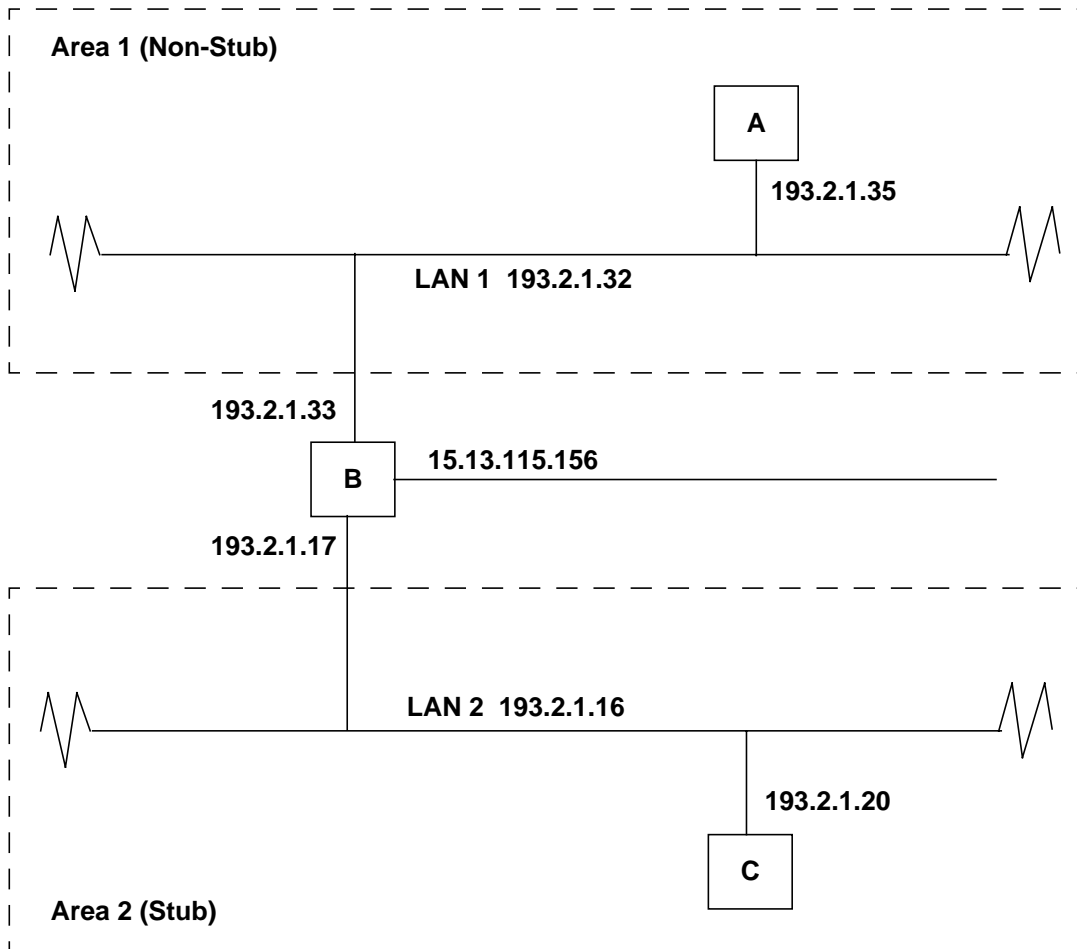 Area 1 (Non-Stub)
A
193.2.1.35
LAN 1 193.2.1.32
193.2.1.33
15.13.115.156
B
193.2.1.17
LAN 2 193.2.1.16
193.2.1.20
C
Area 2 (Stub)